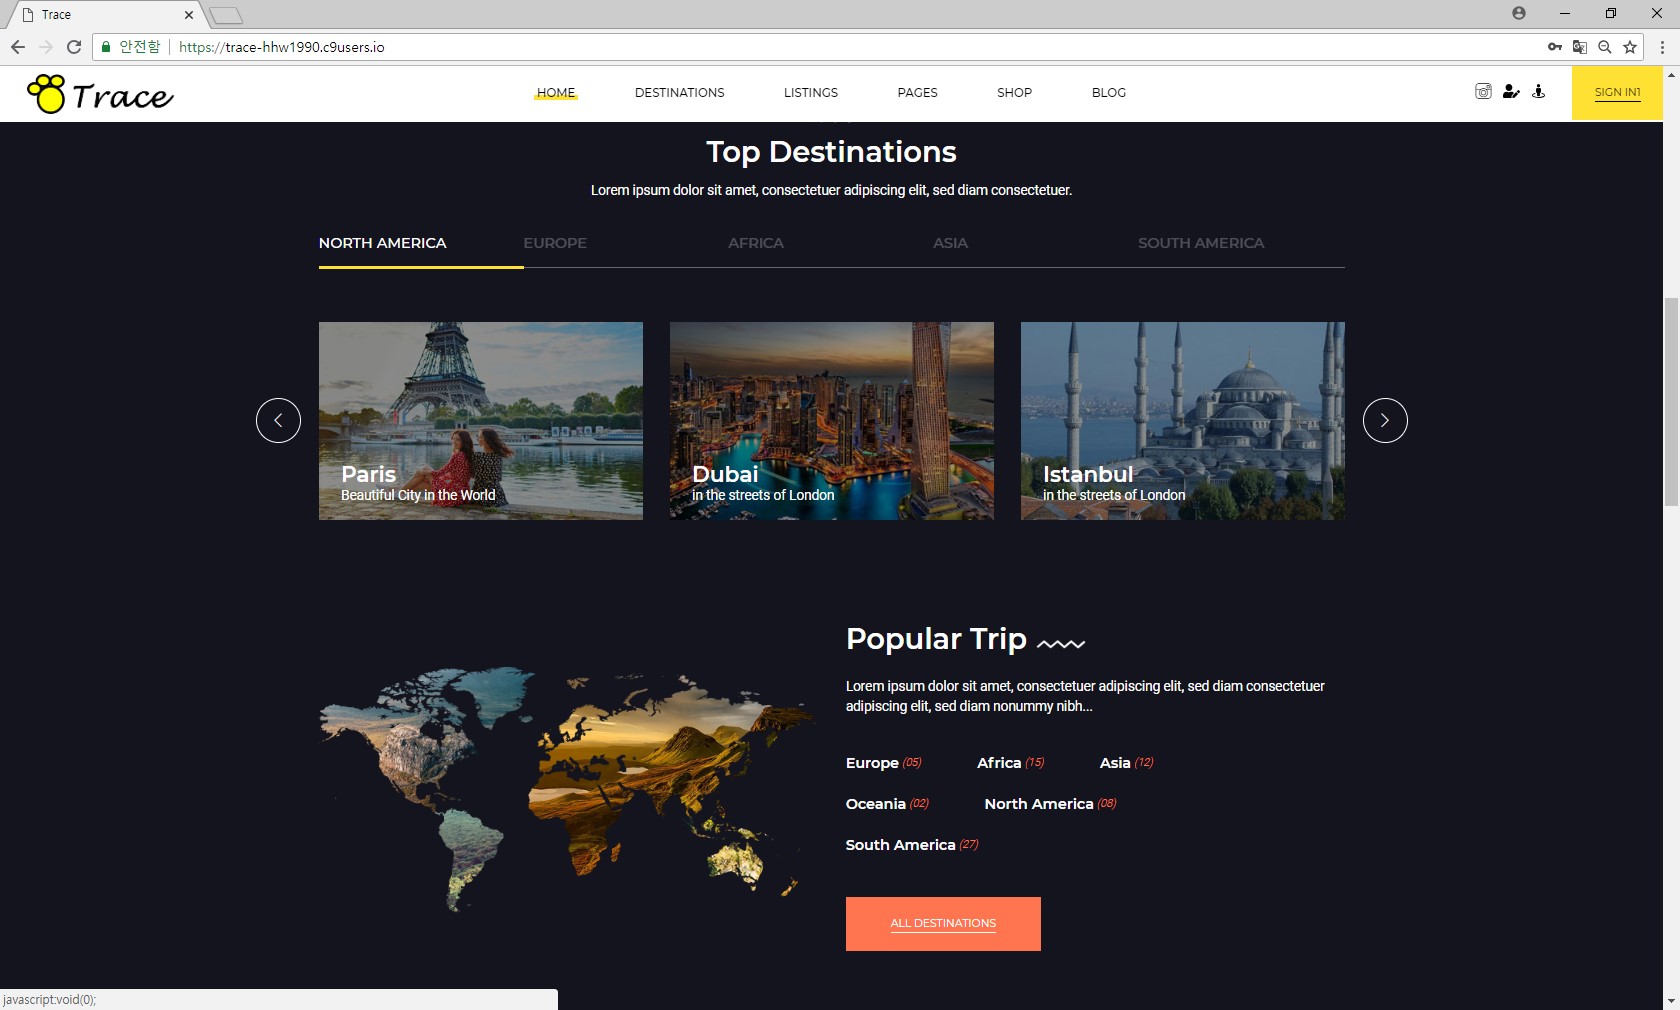 Trace
안전함
https://trace-hhw1990.c9users.io
Trace
HOME
DESTINATIONS
LISTINGS
PAGES
SHOP
BLOG
SIGN IN1
Top Destinations
Lorem ipsum dolor sit amet, consectetuer adipiscing elit, sed diam consectetuer.
NORTH AMERICA
EUROPE
AFRICA
ASIA
SOUTH AMERICA
Paris
Beautiful City in the World
Dubai
in the streets of London
Istanbul
in the streets of London
Popular Trip
Lorem ipsum dolor sit amet, consectetuer adipiscing elit, sed diam consectetuer
adipiscing elit, sed diam nonummy nibh...
Europe (05)
Africa (15)
Asia (12)
Oceania (02)
North America (08)
South America (27)
ALL DESTINATIONS
javascript:void(0);